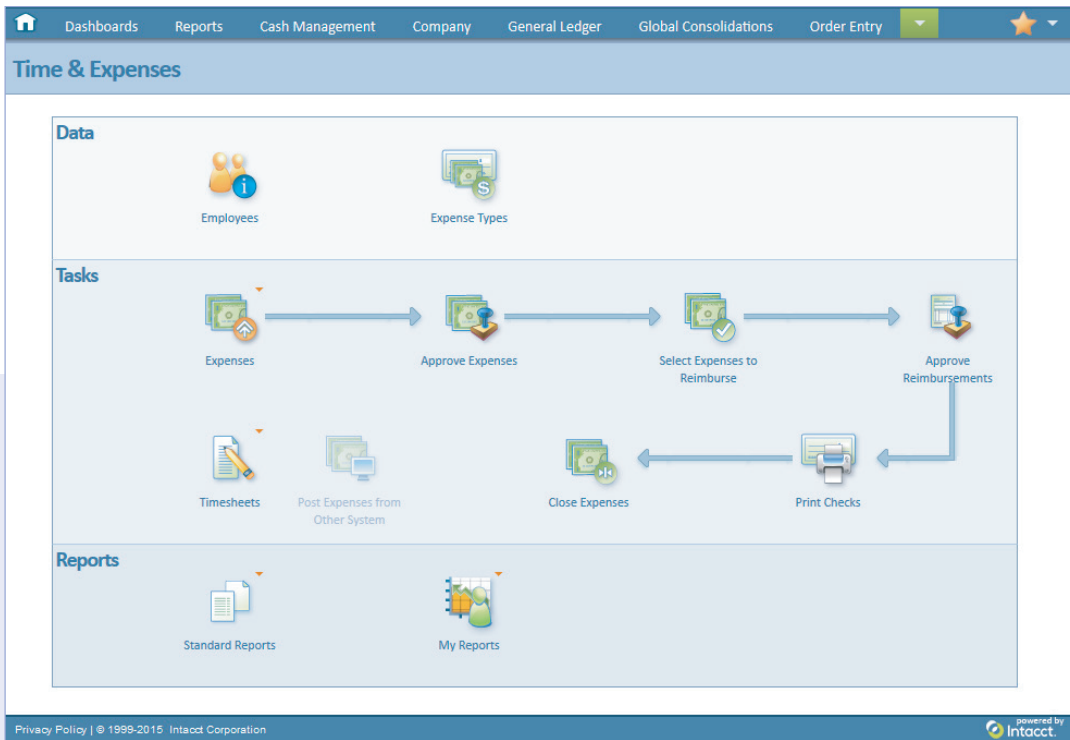 Dashboards Reports Cash Management Company General Ledger Global Consolidations Order Entry
Time & Expenses
Data
Employees Expense Types
Tasks
Expenses Approve Expenses Select Expenses to Reimburse Approve Reimbursements
Timesheets Post Expenses from Other System Close Expenses Print Checks
Reports
Standard Reports My Reports
Privacy Policy | © 1999-2015 Intacct Corporation
powered by
Intacct.